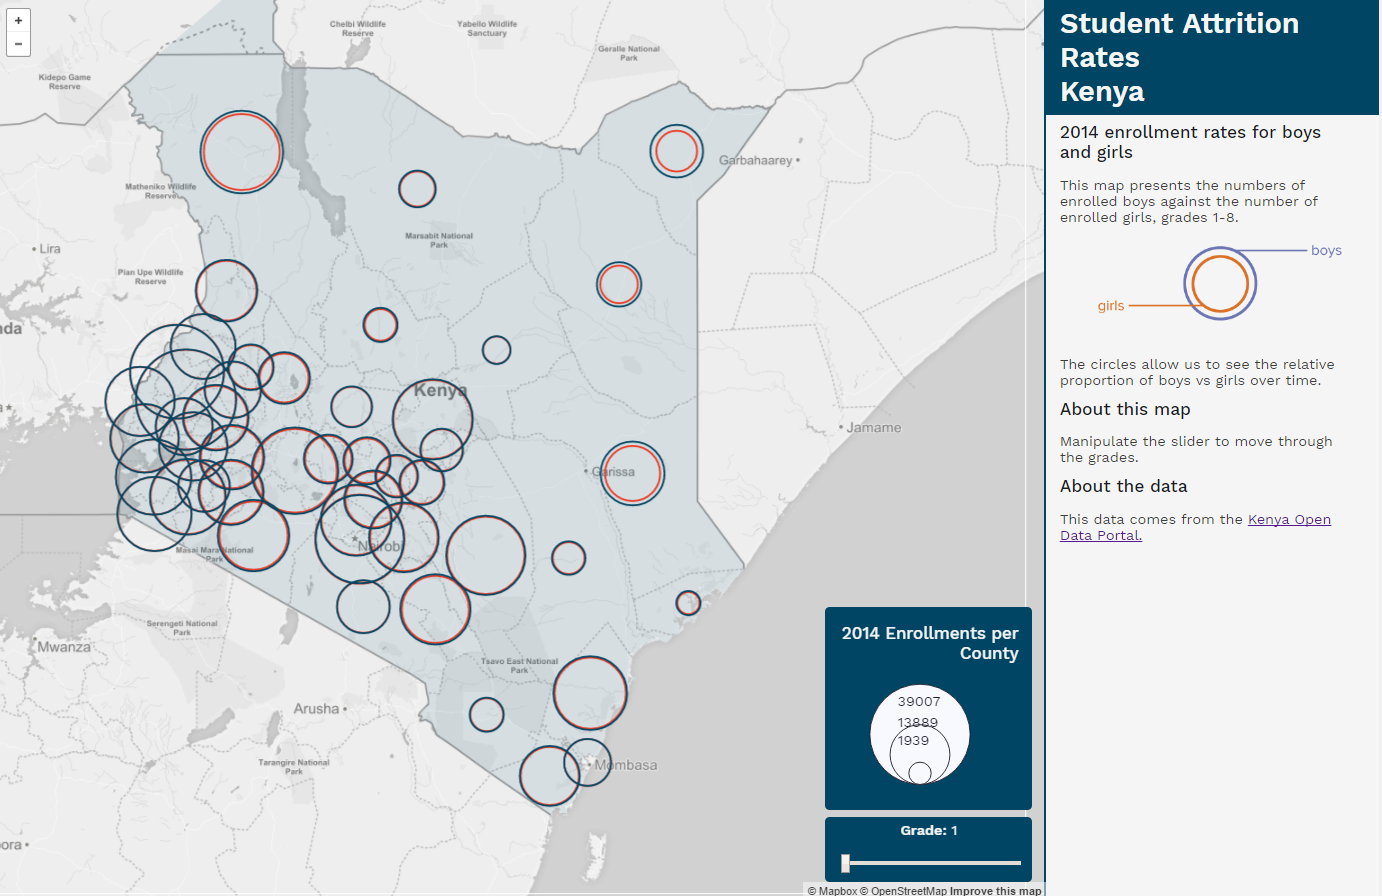 +
−
Chelbi Wildlife
Reserve
Yabello Wildlife
Sanctuary
Geralle National
Park
Kidepo Game
Reserve
Garbahaarey
Matheniko Wildlife
Reserve
Marsabit National
Park
Lira
Pian Upe Wildlife
Reserve
nda
Kenya
Jamame
Garissa
Nairobi
Masai Mara National
Park
Serengeti National
Park
Mwanza
Tsavo East National
Park
Arusha
Tarangire National
Park
Mombasa
ora
Student Attrition
Rates
Kenya
2014 enrollment rates for boys
and girls
This map presents the numbers of
enrolled boys against the number of
enrolled girls, grades 1-8.
boys
girls
The circles allow us to see the relative
proportion of boys vs girls over time.
About this map
Manipulate the slider to move through
the grades.
About the data
This data comes from the Kenya Open
Data Portal.
2014 Enrollments per
County
39007
13889
1939
Grade: 1
© Mapbox © OpenStreetMap Improve this map